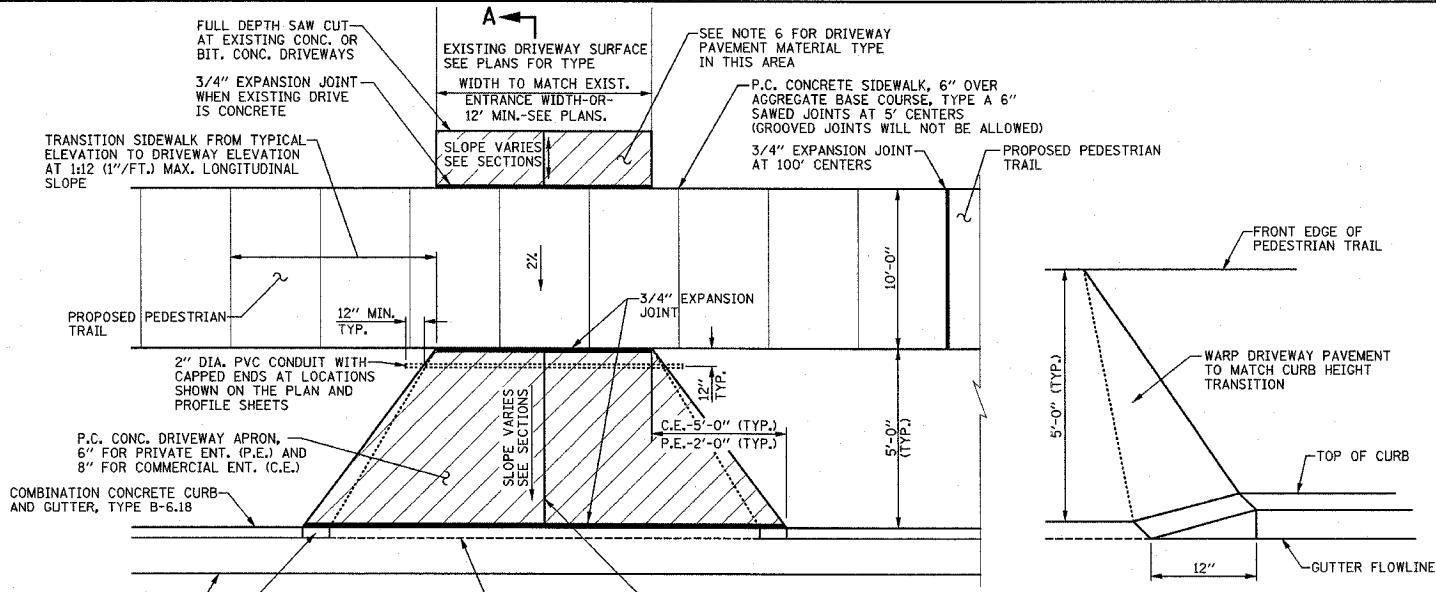 FULL DEPTH SAW CUT
AT EXISTING CONC. OR
BIT. CONC. DRIVEWAYS
3/4" EXPANSION JOINT
WHEN EXISTING DRIVE
IS CONCRETE
TRANSITION SIDEWALK FROM TYPICAL
ELEVATION TO DRIVEWAY ELEVATION
AT 1:12 (1"/FT.) MAX. LONGITUDINAL
SLOPE
A
EXISTING DRIVEWAY SURFACE
SEE PLANS FOR TYPE
WIDTH TO MATCH EXIST.
ENTRANCE WIDTH-OR-
12' MIN.-SEE PLANS.
SLOPE VARIES
SEE SECTIONS
SEE NOTE 6 FOR DRIVEWAY
PAVEMENT MATERIAL TYPE
IN THIS AREA
P.C. CONCRETE SIDEWALK, 6" OVER
AGGREGATE BASE COURSE, TYPE A 6"
SAWED JOINTS AT 5' CENTERS
(GROOVED JOINTS WILL NOT BE ALLOWED)
3/4" EXPANSION JOINT
AT 100' CENTERS
PROPOSED PEDESTRIAN
TRAIL
2%
10'-0"
PROPOSED PEDESTRIAN
TRAIL
12" MIN.
TYP.
3/4" EXPANSION
JOINT
2" DIA. PVC CONDUIT WITH
CAPPED ENDS AT LOCATIONS
SHOWN ON THE PLAN AND
PROFILE SHEETS
12"
TYP.
SLOPE VARIES
SEE SECTIONS
C.E.-5'-0" (TYP.)
P.E.-2'-0" (TYP.)
5'-0"
(TYP.)
P.C. CONC. DRIVEWAY APRON,
6" FOR PRIVATE ENT. (P.E.) AND
8" FOR COMMERCIAL ENT. (C.E.)
COMBINATION CONCRETE CURB
AND GUTTER, TYPE B-6.18
FRONT EDGE OF
PEDESTRIAN TRAIL
5'-0" (TYP.)
WARP DRIVEWAY PAVEMENT
TO MATCH CURB HEIGHT
TRANSITION
TOP OF CURB
12"
GUTTER FLOWLINE